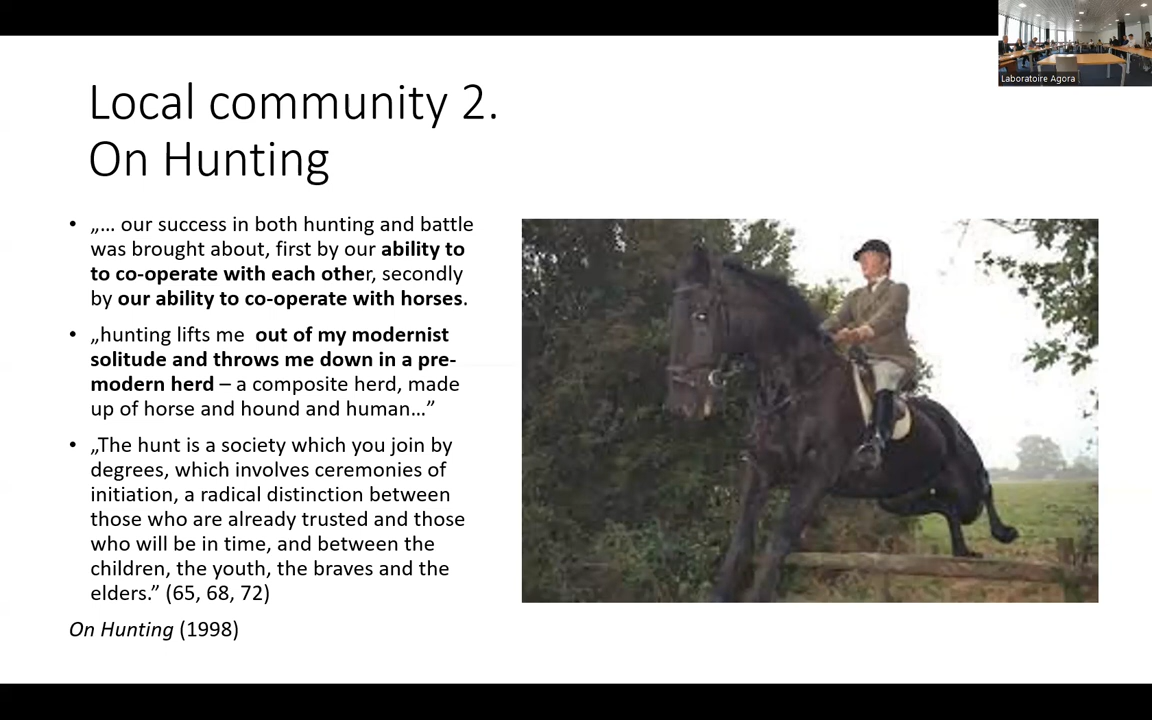 Laboratoire Agora
Local community 2.
On Hunting
• „... our success in both hunting and battle
was brought about, first by our ability to
to co-operate with each other, secondly
by our ability to co-operate with horses.
• „hunting lifts me out of my modernist
solitude and throws me down in a pre-
modern herd – a composite herd, made
up of horse and hound and human...”
• „The hunt is a society which you join by
degrees, which involves ceremonies of
initiation, a radical distinction between
those who are already trusted and those
who will be in time, and between the
children, the youth, the braves and the
elders.” (65, 68, 72)
On Hunting (1998)